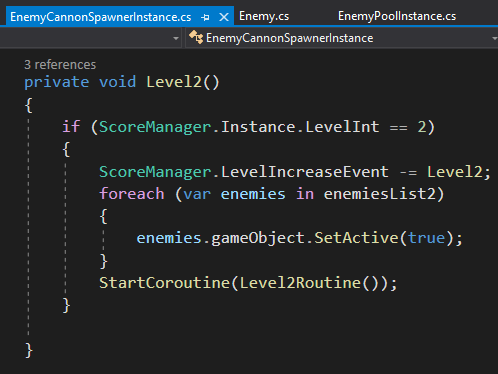 EnemyCannonSpawnerInstance.cs Enemy.cs EnemyPoolInstance.cs
EnemyCannonSpawnerInstance
3 references
private void Level2()
{
if (ScoreManager.Instance.LevelInt == 2)
{
ScoreManager.LevelIncreaseEvent -= Level2;
foreach (var enemies in enemiesList2)
{
enemies.gameObject.SetActive(true);
}
StartCoroutine(Level2Routine());
}
}